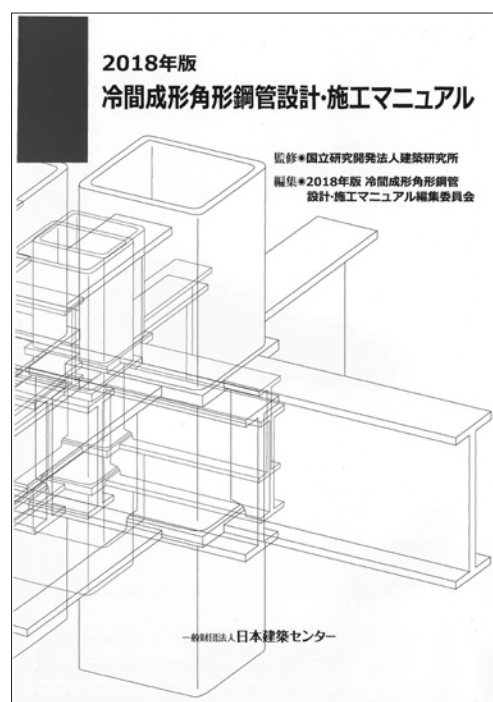 2018年版
冷間成形角形鋼管設計・施工マニュアル
監修◉国立研究開発法人建築研究所
編集◉2018年版 冷間成形角形鋼管
設計・施工マニュアル編集委員会
一般財団法人日本建築センター